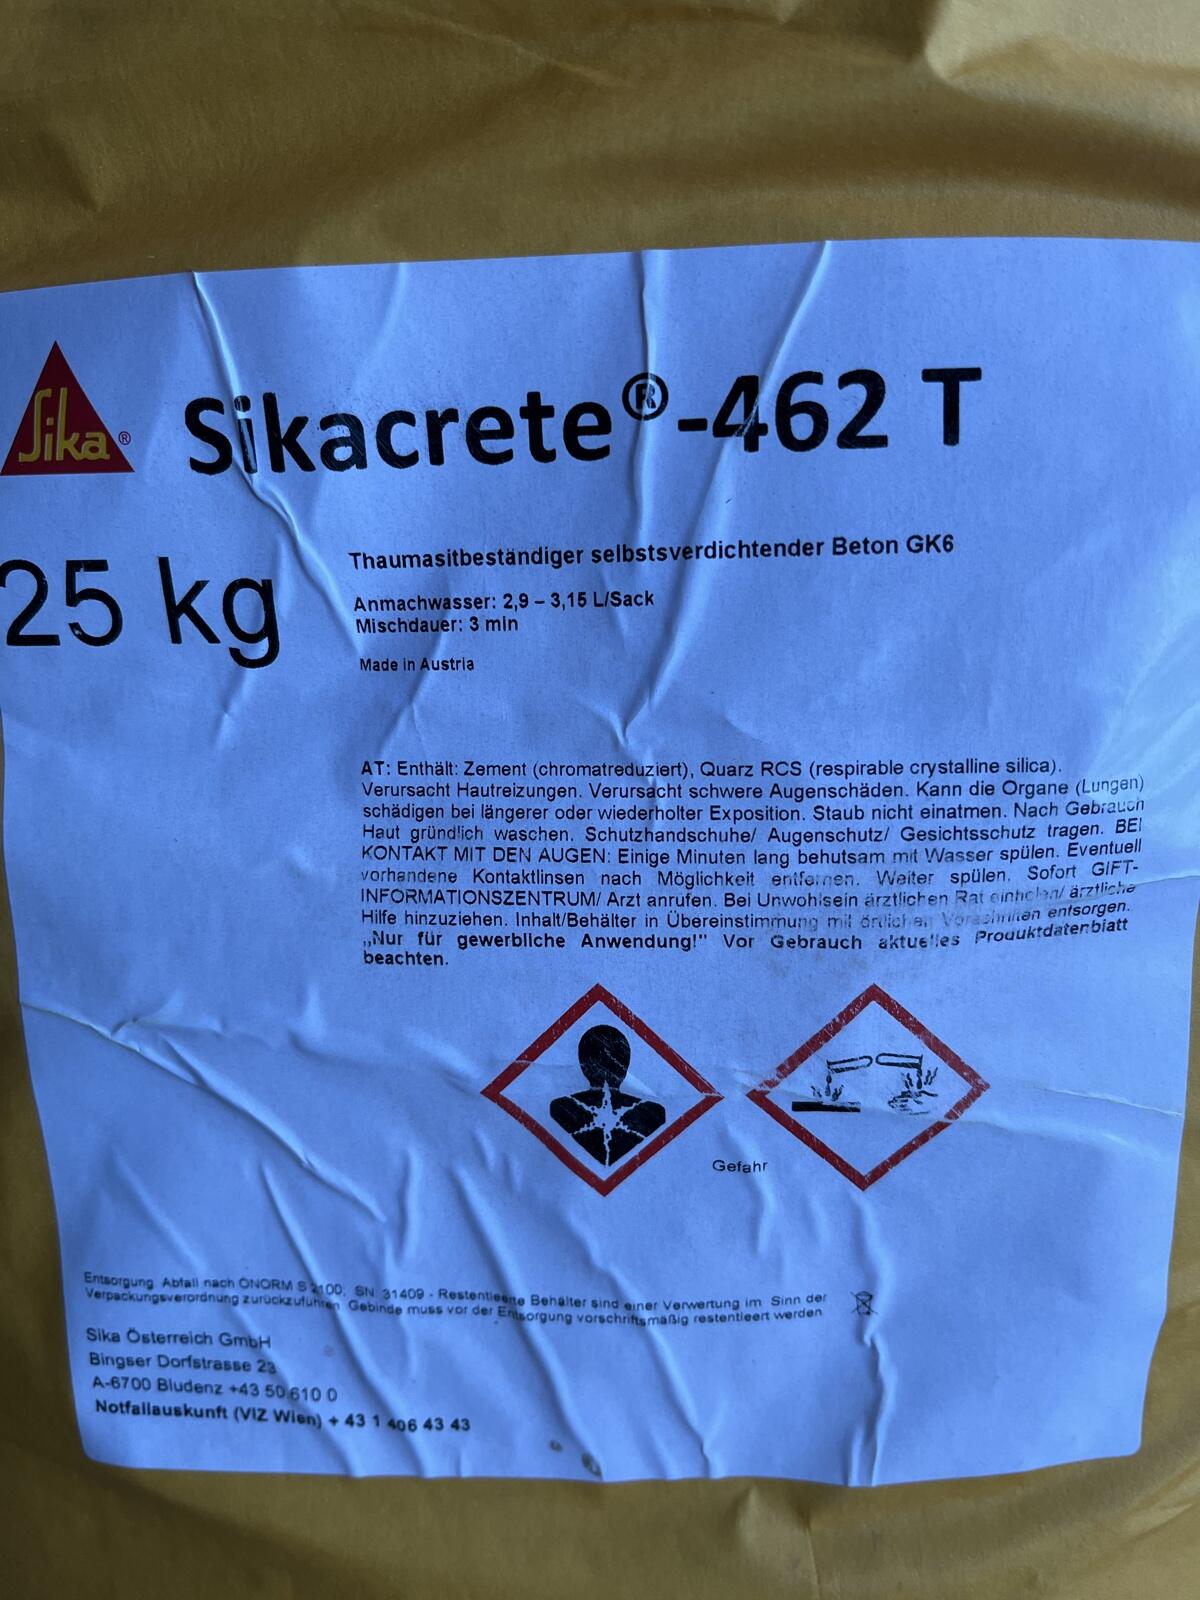 Sika®
Sikacrete®-462 T
25 kg
Thaumasitbeständiger selbstsverdichtender Beton GK6
Anmachwasser: 2,9 – 3,15 L/Sack
Mischdauer: 3 min
Made in Austria
AT: Enthält: Zement (chromatreduziert), Quarz RCS (respirable crystalline silica).
Verursacht Hautreizungen. Verursacht schwere Augenschäden. Kann die Organe (Lungen)
schädigen bei längerer oder wiederholter Exposition. Staub nicht einatmen. Nach Gebrauch
Haut gründlich waschen. Schutzhandschuhe/ Augenschutz/ Gesichtsschutz tragen. BEI
KONTAKT MIT DEN AUGEN: Einige Minuten lang behutsam mit Wasser spülen. Eventuell
vorhandene Kontaktlinsen nach Möglichkeit entfernen. Weiter spülen. Sofort GIFT-
INFORMATIONSZENTRUM/ Arzt anrufen. Bei Unwohlsein ärztlichen Rat einholen/ ärztliche
Hilfe hinzuziehen. Inhalt/Behälter in Übereinstimmung mit örtlichen Vorschriften entsorgen.
„Nur für gewerbliche Anwendung!" Vor Gebrauch aktuelles Produktdatenblatt
beachten.
Gefahr
Entsorgung. Abfall nach ÖNORM S 2100; SN 31409 - Restentleerte Behälter sind einer Verwertung im Sinn der
Verpackungsverordnung zurückzuführen. Gebinde muss vor der Entsorgung vorschriftsmäßig restentleert werden
Sika Österreich GmbH
Bingser Dorfstrasse 23
A-6700 Bludenz +43 50 610 0
Notfallauskunft (VIZ Wien) + 43 1 406 43 43